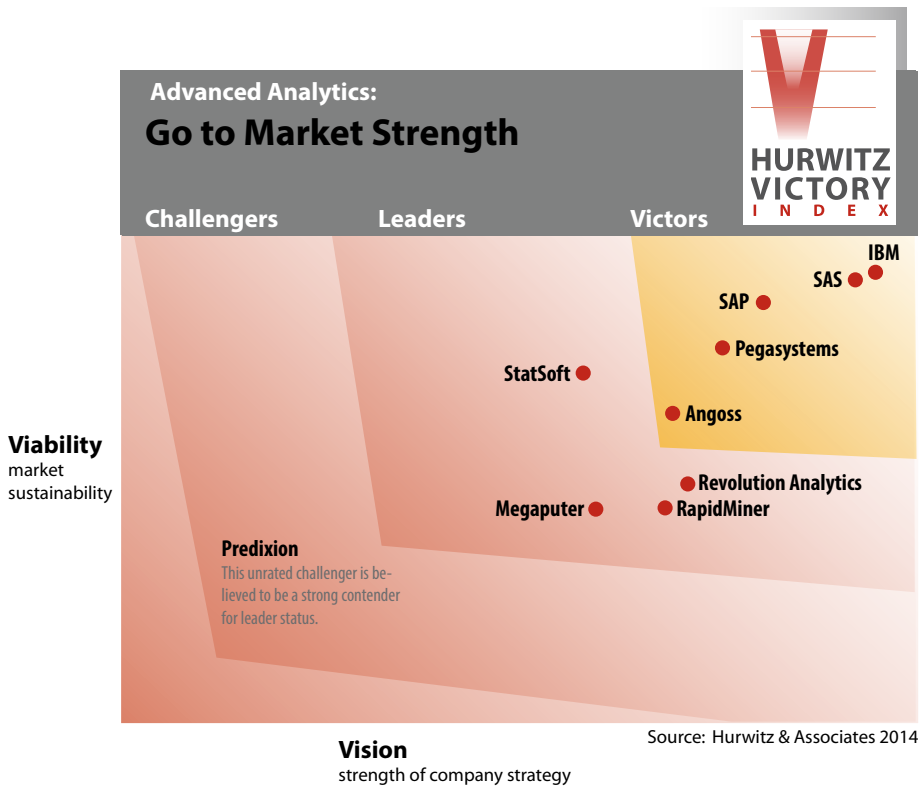 Advanced Analytics:
Go to Market Strength
HURWITZ
VICTORY
INDEX
Challengers
Leaders
Victors
IBM
SAS
SAP
Pegasystems
StatSoft
Angoss
Viability
market
sustainability
Revolution Analytics
Megaputer
RapidMiner
Predixion
This unrated challenger is be-
lieved to be a strong contender
for leader status.
Source: Hurwitz & Associates 2014
Vision
strength of company strategy